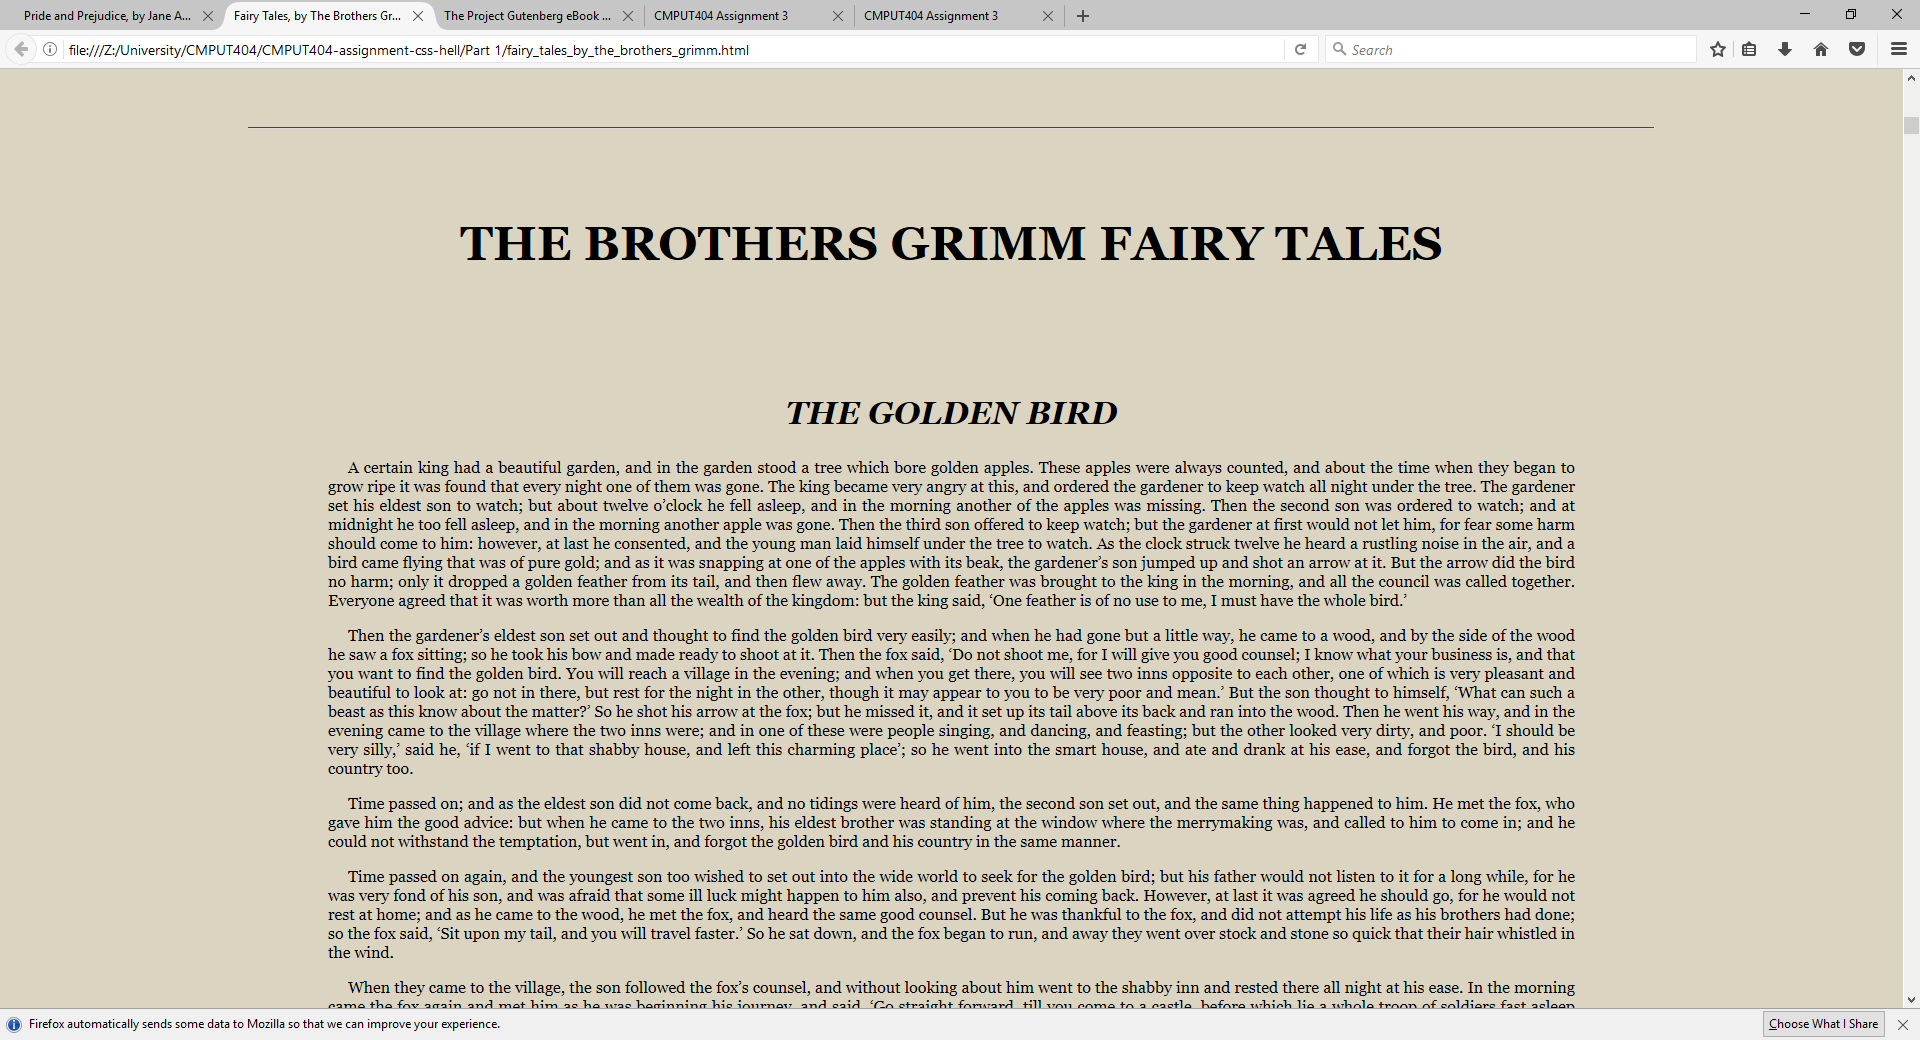 Pride and Prejudice, by Jane A...
Fairy Tales, by The Brothers Gr...
The Project Gutenberg eBook ...
CMPUT404 Assignment 3
CMPUT404 Assignment 3
file:///Z:/University/CMPUT404/CMPUT404-assignment-css-hell/Part 1/fairy_tales_by_the_brothers_grimm.html
Search
THE BROTHERS GRIMM FAIRY TALES
THE GOLDEN BIRD
A certain king had a beautiful garden, and in the garden stood a tree which bore golden apples. These apples were always counted, and about the time when they began to
grow ripe it was found that every night one of them was gone. The king became very angry at this, and ordered the gardener to keep watch all night under the tree. The gardener
set his eldest son to watch; but about twelve o’clock he fell asleep, and in the morning another of the apples was missing. Then the second son was ordered to watch; and at
midnight he too fell asleep, and in the morning another apple was gone. Then the third son offered to keep watch; but the gardener at first would not let him, for fear some harm
should come to him: however, at last he consented, and the young man laid himself under the tree to watch. As the clock struck twelve he heard a rustling noise in the air, and a
bird came flying that was of pure gold; and as it was snapping at one of the apples with its beak, the gardener’s son jumped up and shot an arrow at it. But the arrow did the bird
no harm; only it dropped a golden feather from its tail, and then flew away. The golden feather was brought to the king in the morning, and all the council was called together.
Everyone agreed that it was worth more than all the wealth of the kingdom: but the king said, ‘One feather is of no use to me, I must have the whole bird.’
Then the gardener’s eldest son set out and thought to find the golden bird very easily; and when he had gone but a little way, he came to a wood, and by the side of the wood
he saw a fox sitting; so he took his bow and made ready to shoot at it. Then the fox said, ‘Do not shoot me, for I will give you good counsel; I know what your business is, and that
you want to find the golden bird. You will reach a village in the evening; and when you get there, you will see two inns opposite to each other, one of which is very pleasant and
beautiful to look at: go not in there, but rest for the night in the other, though it may appear to you to be very poor and mean.’ But the son thought to himself, ‘What can such a
beast as this know about the matter?’ So he shot his arrow at the fox; but he missed it, and it set up its tail above its back and ran into the wood. Then he went his way, and in the
evening came to the village where the two inns were; and in one of these were people singing, and dancing, and feasting; but the other looked very dirty, and poor. ‘I should be
very silly,’ said he, ‘if I went to that shabby house, and left this charming place’; so he went into the smart house, and ate and drank at his ease, and forgot the bird, and his
country too.
Time passed on; and as the eldest son did not come back, and no tidings were heard of him, the second son set out, and the same thing happened to him. He met the fox, who
gave him the good advice: but when he came to the two inns, his eldest brother was standing at the window where the merrymaking was, and called to him to come in; and he
could not withstand the temptation, but went in, and forgot the golden bird and his country in the same manner.
Time passed on again, and the youngest son too wished to set out into the wide world to seek for the golden bird; but his father would not listen to it for a long while, for he
was very fond of his son, and was afraid that some ill luck might happen to him also, and prevent his coming back. However, at last it was agreed he should go, for he would not
rest at home; and as he came to the wood, he met the fox, and heard the same good counsel. But he was thankful to the fox, and did not attempt his life as his brothers had done;
so the fox said, ‘Sit upon my tail, and you will travel faster.’ So he sat down, and the fox began to run, and away they went over stock and stone so quick that their hair whistled in
the wind.
When they came to the village, the son followed the fox’s counsel, and without looking about him went to the shabby inn and rested there all night at his ease. In the morning
came the fox again and met him as he was beginning his journey, and said, ‘Go straight forward, till you come to a castle, before which lie a whole troop of soldiers fast asleep
Firefox automatically sends some data to Mozilla so that we can improve your experience.
Choose What I Share